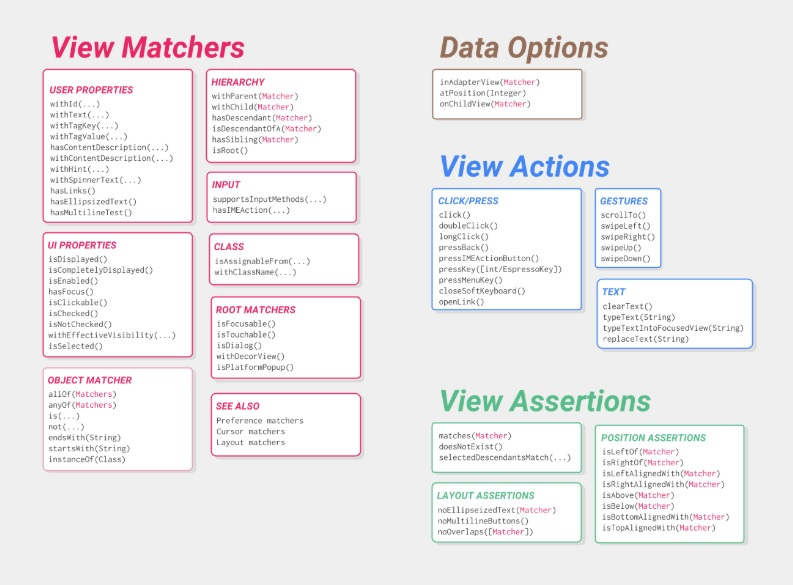 View Matchers
USER PROPERTIES
withId(...)
withText(...)
withTagKey(...)
withTagValue(...)
hasContentDescription(...)
withContentDescription(...)
withHint(...)
withSpinnerText(...)
hasLinks()
hasEllipsizedText()
hasMultilineTest()
UI PROPERTIES
isDisplayed()
isCompletelyDisplayed()
isEnabled()
hasFocus()
isClickable()
isChecked()
isNotChecked()
withEffectiveVisibility(...)
isSelected()
OBJECT MATCHER
allOf(Matchers)
anyOf(Matchers)
is(...)
not(...)
endsWith(String)
startsWith(String)
instanceOf(Class)
HIERARCHY
withParent(Matcher)
withChild(Matcher)
hasDescendant(Matcher)
isDescendantOfA(Matcher)
hasSibling(Matcher)
isRoot()
INPUT
supportsInputMethods(...)
hasIMEAction(...)
CLASS
isAssignableFrom(...)
withClassName(...)
ROOT MATCHERS
isFocusable()
isTouchable()
isDialog()
withDecorView()
isPlatformPopup()
SEE ALSO
Preference matchers
Cursor matchers
Layout matchers
Data Options
inAdapterView(Matcher)
atPosition(Integer)
onChildView(Matcher)
View Actions
CLICK/PRESS
click()
doubleClick()
longClick()
pressBack()
pressIMEActionButton()
pressKey([int/EspressoKey])
pressMenuKey()
closeSoftKeyboard()
openLink()
GESTURES
scrollTo()
swipeLeft()
swipeRight()
swipeUp()
swipeDown()
TEXT
clearText()
typeText(String)
typeTextIntoFocusedView(String)
replaceText(String)
View Assertions
matches(Matcher)
doesNotExist()
selectedDescendantsMatch(...)
LAYOUT ASSERTIONS
noEllipseizedText(Matcher)
noMultilineButtons()
noOverlaps([Matcher])
POSITION ASSERTIONS
isLeftOf(Matcher)
isRightOf(Matcher)
isLeftAlignedWith(Matcher)
isRightAlignedWith(Matcher)
isAbove(Matcher)
isBelow(Matcher)
isBottomAlignedWith(Matcher)
isTopAlignedWith(Matcher)